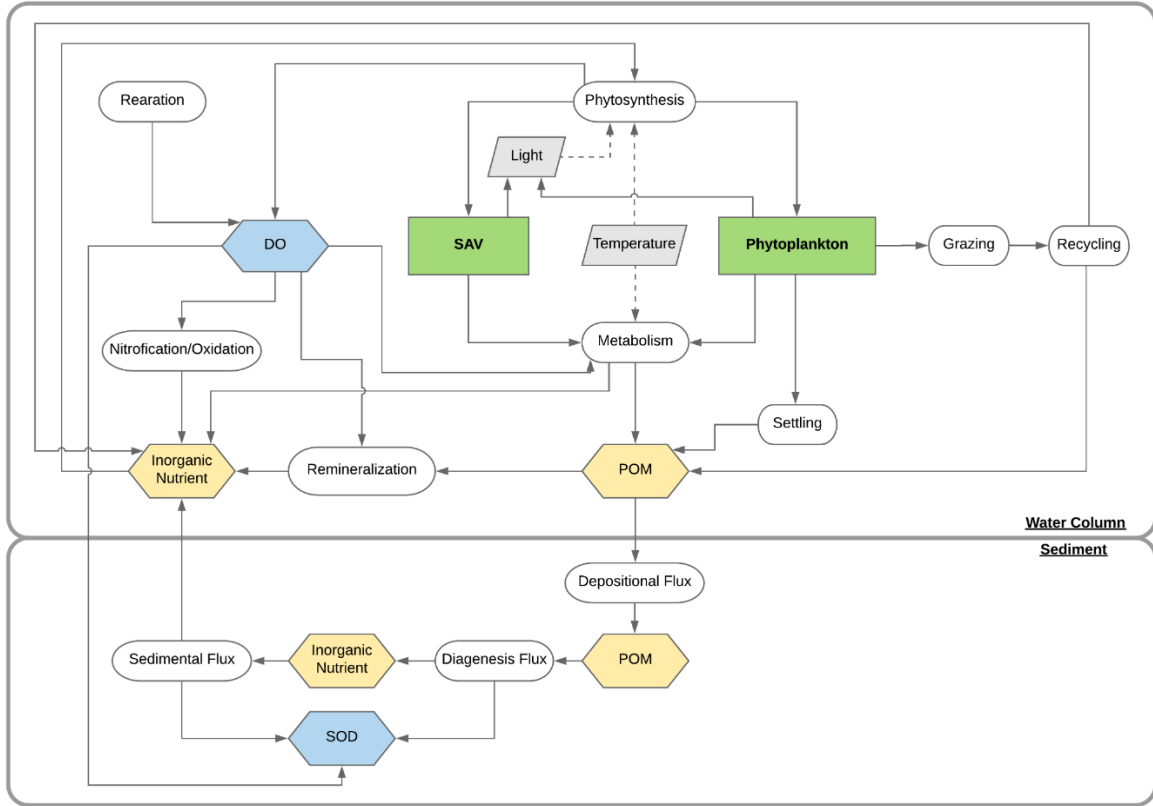 Phytosynthesis
Rearation
Light
DO
SAV
Temperature
Phytoplankton
Grazing
Recycling
Nitrofication/Oxidation
Metabolism
Settling
Inorganic
Nutrient
Remineralization
POM
Water Column
Sediment
Depositional Flux
Sedimental Flux
Inorganic
Nutrient
Diagenesis Flux
POM
SOD